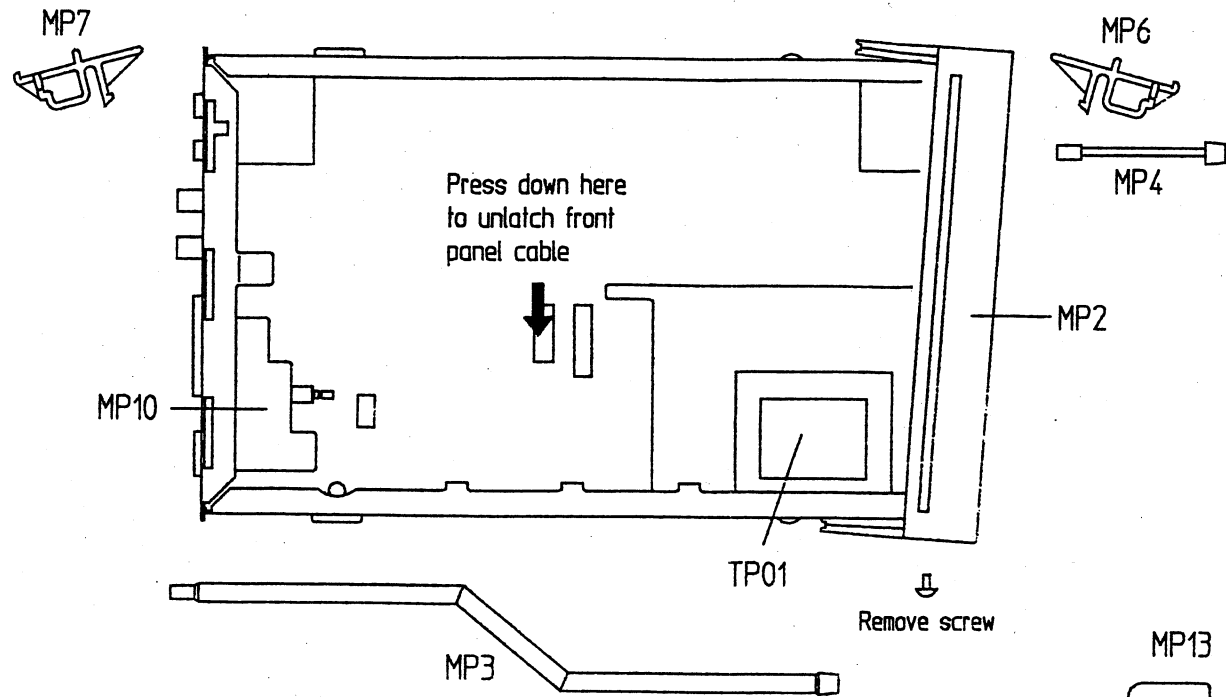 MP7
MP6
MP4
Press down here
to unlatch front
panel cable
MP2
MP10
TP01
Remove screw
MP3
MP13